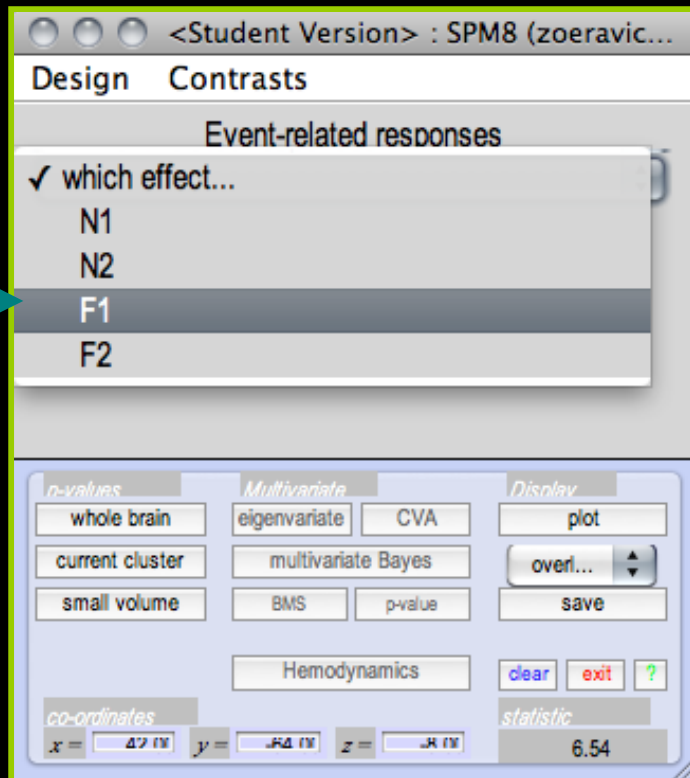 <Student Version> : SPM8 (zoeravic...
Design Contrasts
Event-related responses
✓ which effect...
N1
N2
F1
F2
p-values Multivariate Display
whole brain eigenvariate CVA plot
current cluster multivariate Bayes overl...
small volume BMS p-value save
Hemodynamics clear exit ?
co-ordinates statistic
x = y = z = 6.54